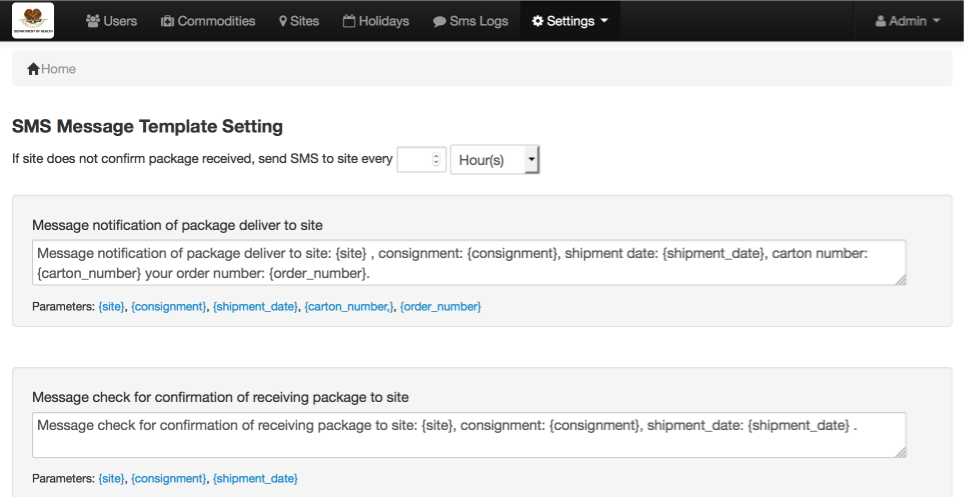 DEPARTMENT OF HEALTH
Users Commodities Sites Holidays Sms Logs Settings Admin
Home
SMS Message Template Setting
If site does not confirm package received, send SMS to site every Hour(s)
Message notification of package deliver to site
Message notification of package deliver to site: {site} , consignment: {consignment}, shipment date: {shipment_date}, carton number:
{carton_number} your order number: {order_number}.
Parameters: {site}, {consignment}, {shipment_date}, {carton_number,}, {order_number}
Message check for confirmation of receiving package to site
Message check for confirmation of receiving package to site: {site}, consignment: {consignment}, shipment_date: {shipment_date} .
Parameters: {site}, {consignment}, {shipment_date}